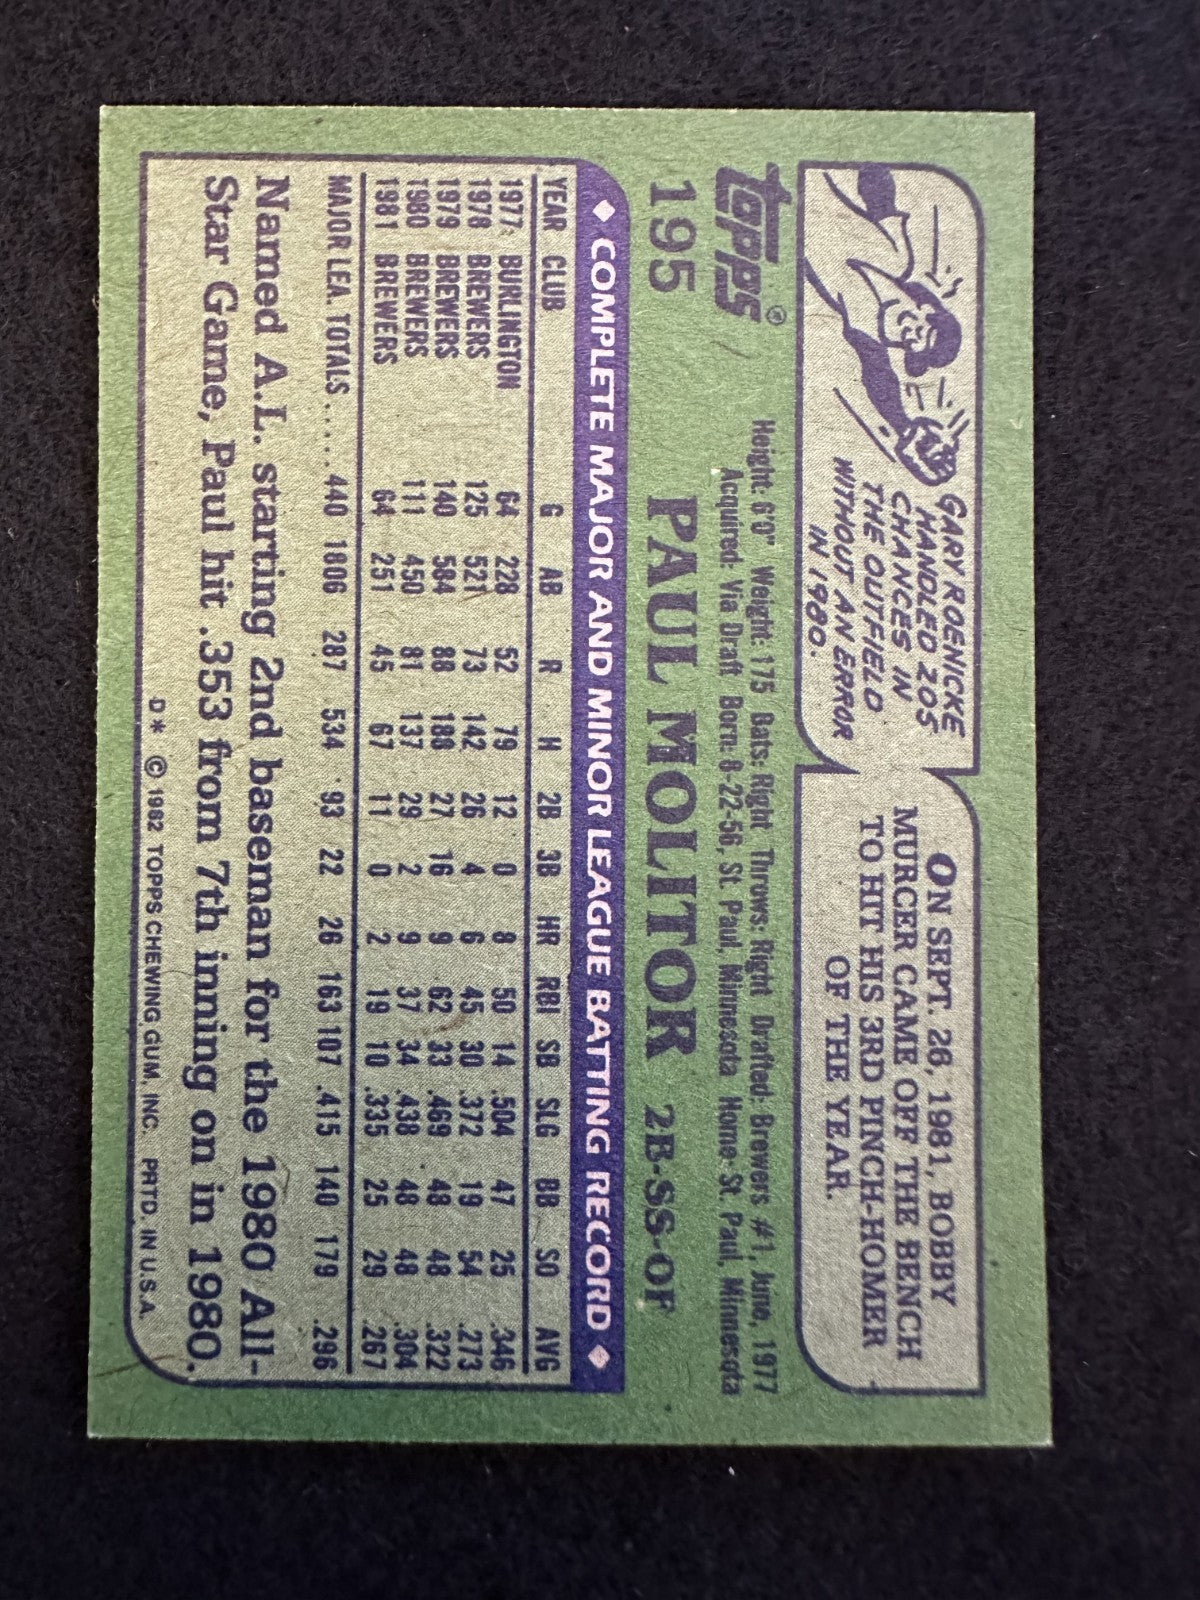 GARY ROENICKE
HANDLED 205
CHANCES IN
THE OUTFIELD
WITHOUT AN ERROR
IN 1980.
ON SEPT. 26, 1981, BOBBY
MURCER CAME OFF THE BENCH
TO HIT HIS 3RD PINCH-HOMER
OF THE YEAR.
TOPPS®
195
Height: 6'0" Weight: 175 Bats: Right Throws: Right Drafted: Brewers #1, June, 1977
Acquired: Via Draft Born: 8-22-56, St. Paul, Minnesota Home: St. Paul, Minnesota
PAUL MOLITOR 2B-SS-OF
◆ COMPLETE MAJOR AND MINOR LEAGUE BATTING RECORD ◆
YEAR CLUB G AB R H 2B 3B HR RBI SB SLG BB SO AVG
1977: BURLINGTON 64 228 52 79 12 0 8 50 14 .504 47 25 .346
1978 BREWERS 125 521 73 142 26 4 6 45 30 .372 19 54 .273
1979 BREWERS 140 584 88 188 27 16 9 62 33 .469 48 48 .322
1980 BREWERS 111 450 81 137 29 2 9 37 34 .438 48 48 .304
1981 BREWERS 64 251 45 67 11 0 2 19 10 .335 25 29 .267
MAJOR LEA. TOTALS ..... 440 1806 287 534 93 22 26 163 107 .415 140 179 .296
Named A.L. starting 2nd baseman for the 1980 All-
Star Game, Paul hit .353 from 7th inning on in 1980.
D* © 1982 TOPPS CHEWING GUM, INC. PRTD. IN U.S.A.